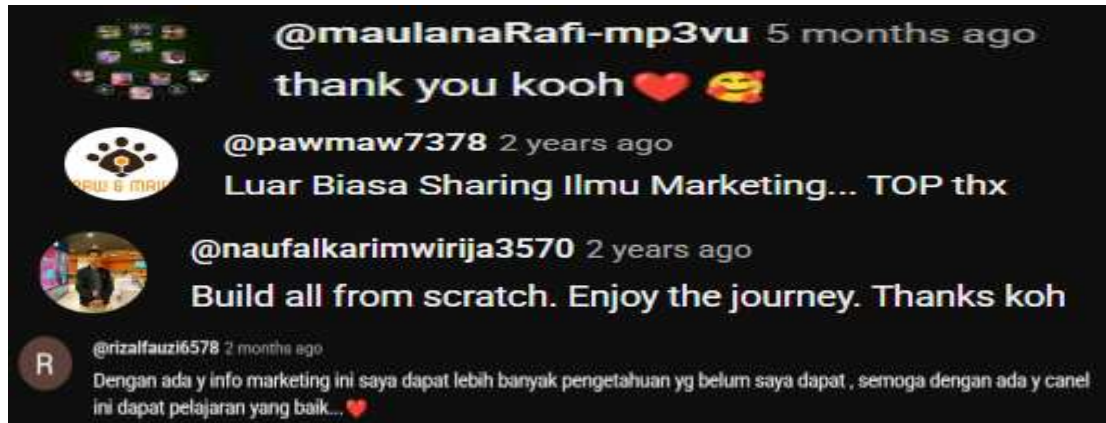 @maulanaRafi-mp3vu 5 months ago
thank you kooh❤️ 🥰
PAW & MAW
@pawmaw7378 2 years ago
Luar Biasa Sharing Ilmu Marketing... TOP thx
@naufalkarimwirija3570 2 years ago
Build all from scratch. Enjoy the journey. Thanks koh
R
@rizalfauzi6578 2 months ago
Dengan ada y info marketing ini saya dapat lebih banyak pengetahuan yg belum saya dapat , semoga dengan ada y canel
ini dapat pelajaran yang baik...❤️